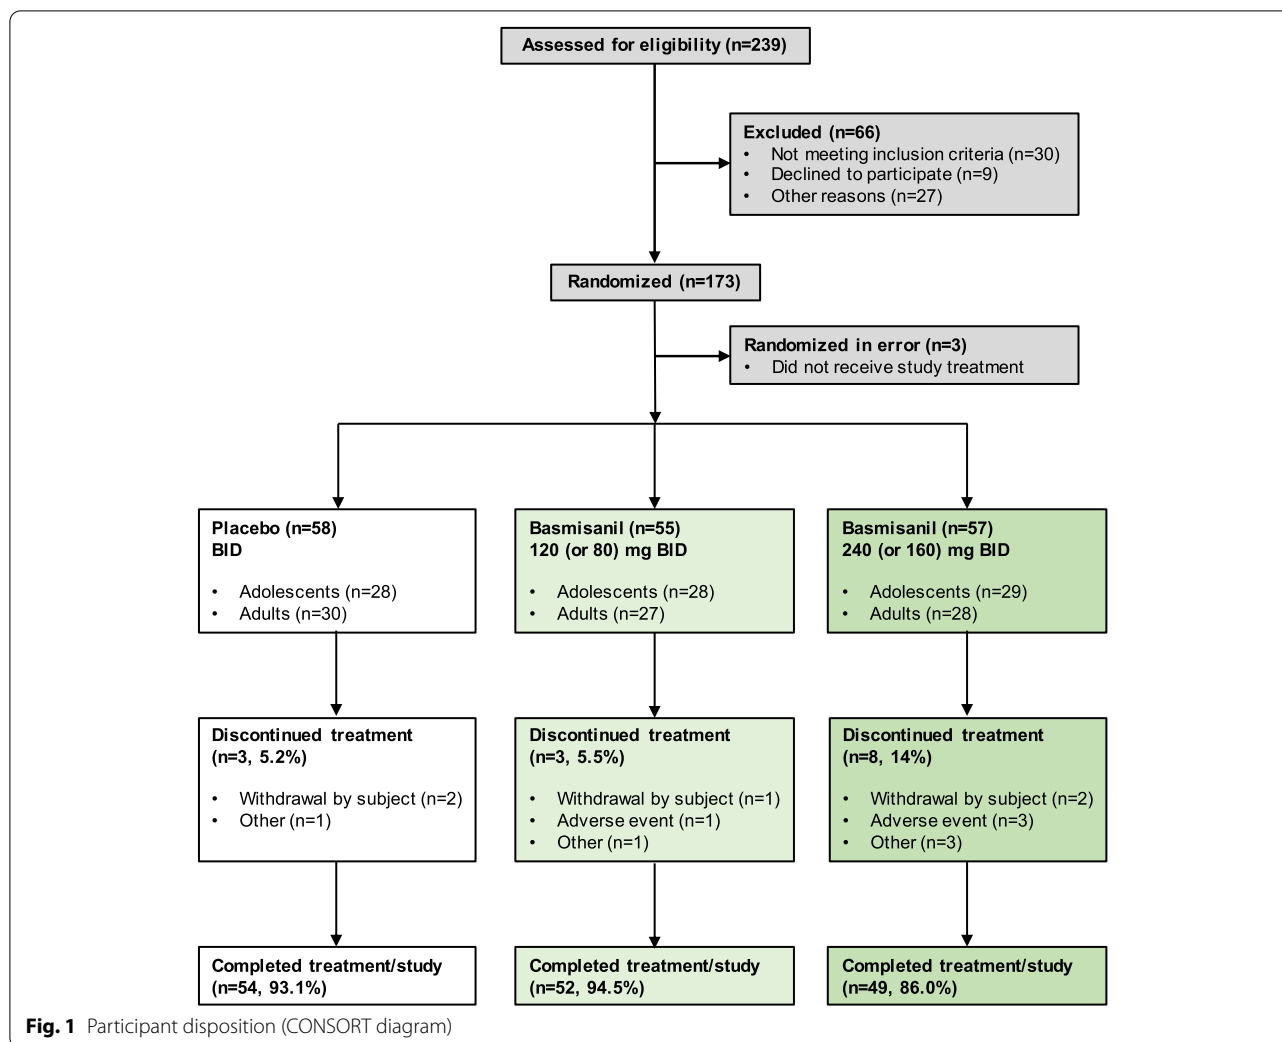 Assessed for eligibility (n=239)
Excluded (n=66)
• Not meeting inclusion criteria (n=30)
• Declined to participate (n=9)
• Other reasons (n=27)
Randomized (n=173)
Randomized in error (n=3)
• Did not receive study treatment
Placebo (n=58)
BID
• Adolescents (n=28)
• Adults (n=30)
Basmisanil (n=55)
120 (or 80) mg BID
• Adolescents (n=28)
• Adults (n=27)
Basmisanil (n=57)
240 (or 160) mg BID
• Adolescents (n=29)
• Adults (n=28)
Discontinued treatment
(n=3, 5.2%)
• Withdrawal by subject (n=2)
• Other (n=1)
Discontinued treatment
(n=3, 5.5%)
• Withdrawal by subject (n=1)
• Adverse event (n=1)
• Other (n=1)
Discontinued treatment
(n=8, 14%)
• Withdrawal by subject (n=2)
• Adverse event (n=3)
• Other (n=3)
Completed treatment/study
(n=54, 93.1%)
Completed treatment/study
(n=52, 94.5%)
Completed treatment/study
(n=49, 86.0%)
Fig. 1 Participant disposition (CONSORT diagram)